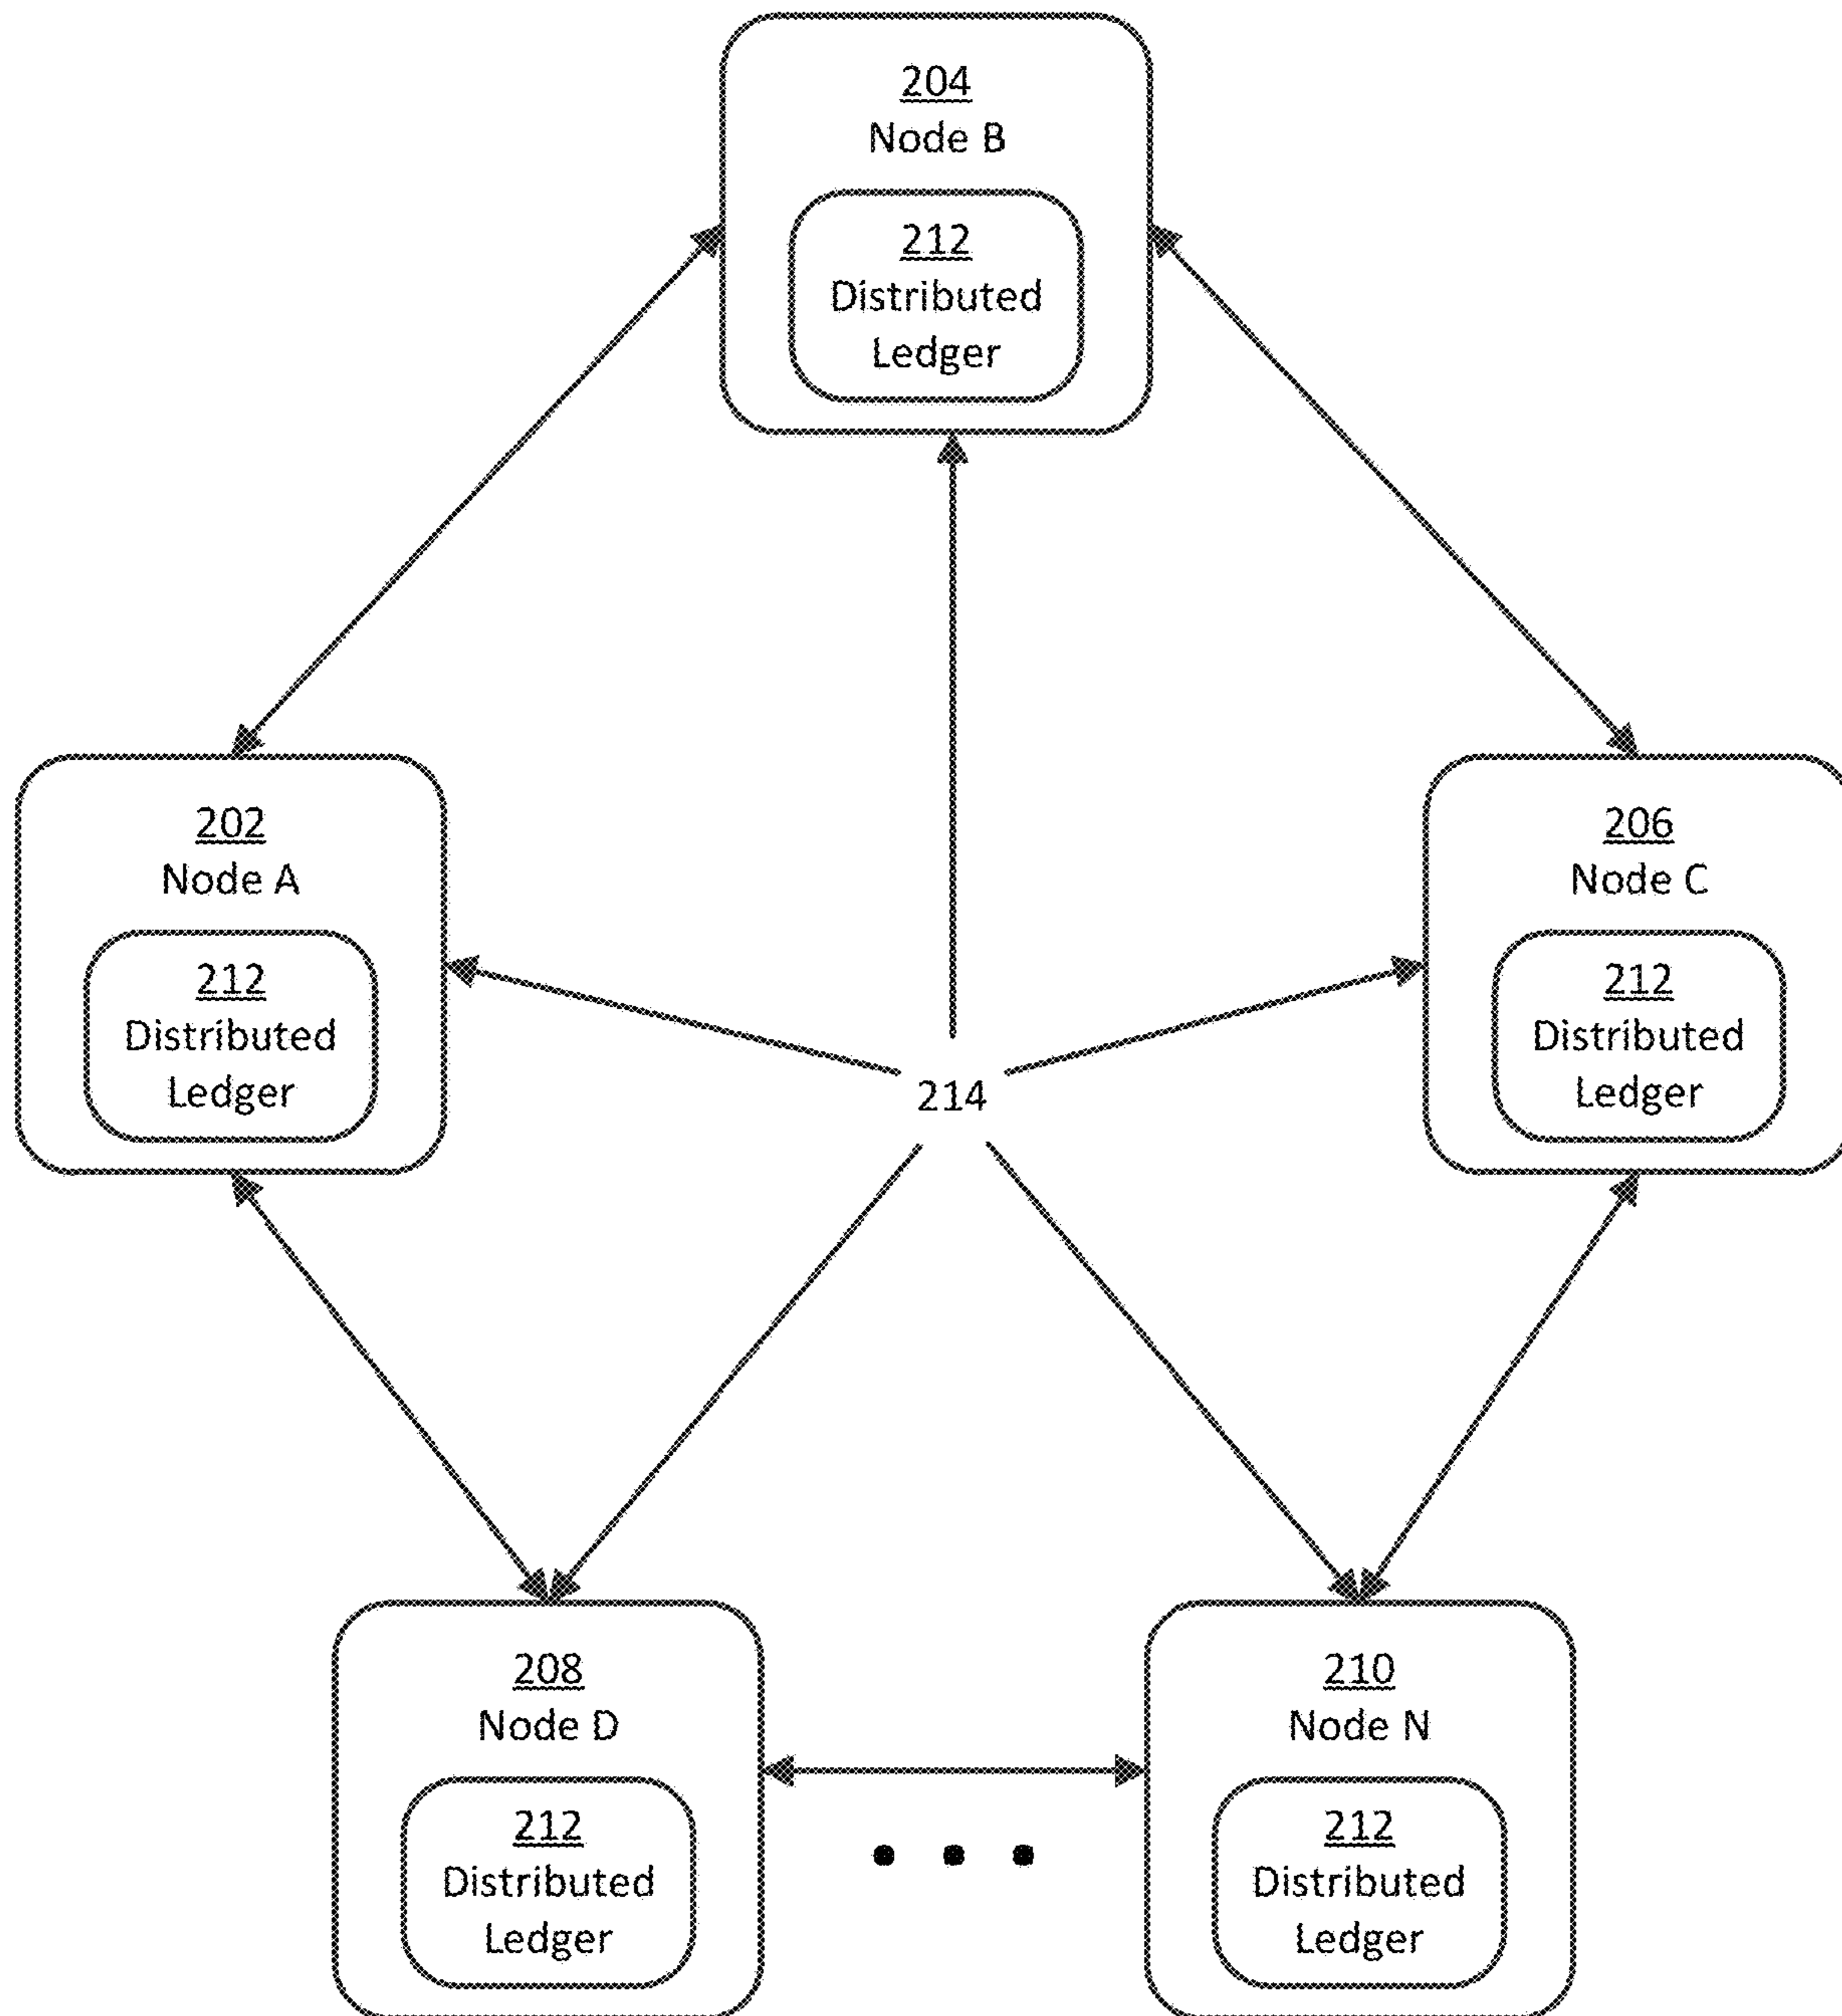 204
Node B
212
Distributed
Ledger
202
Node A
212
Distributed
Ledger
206
Node C
212
Distributed
Ledger
214
208
Node D
212
Distributed
Ledger
210
Node N
212
Distributed
Ledger